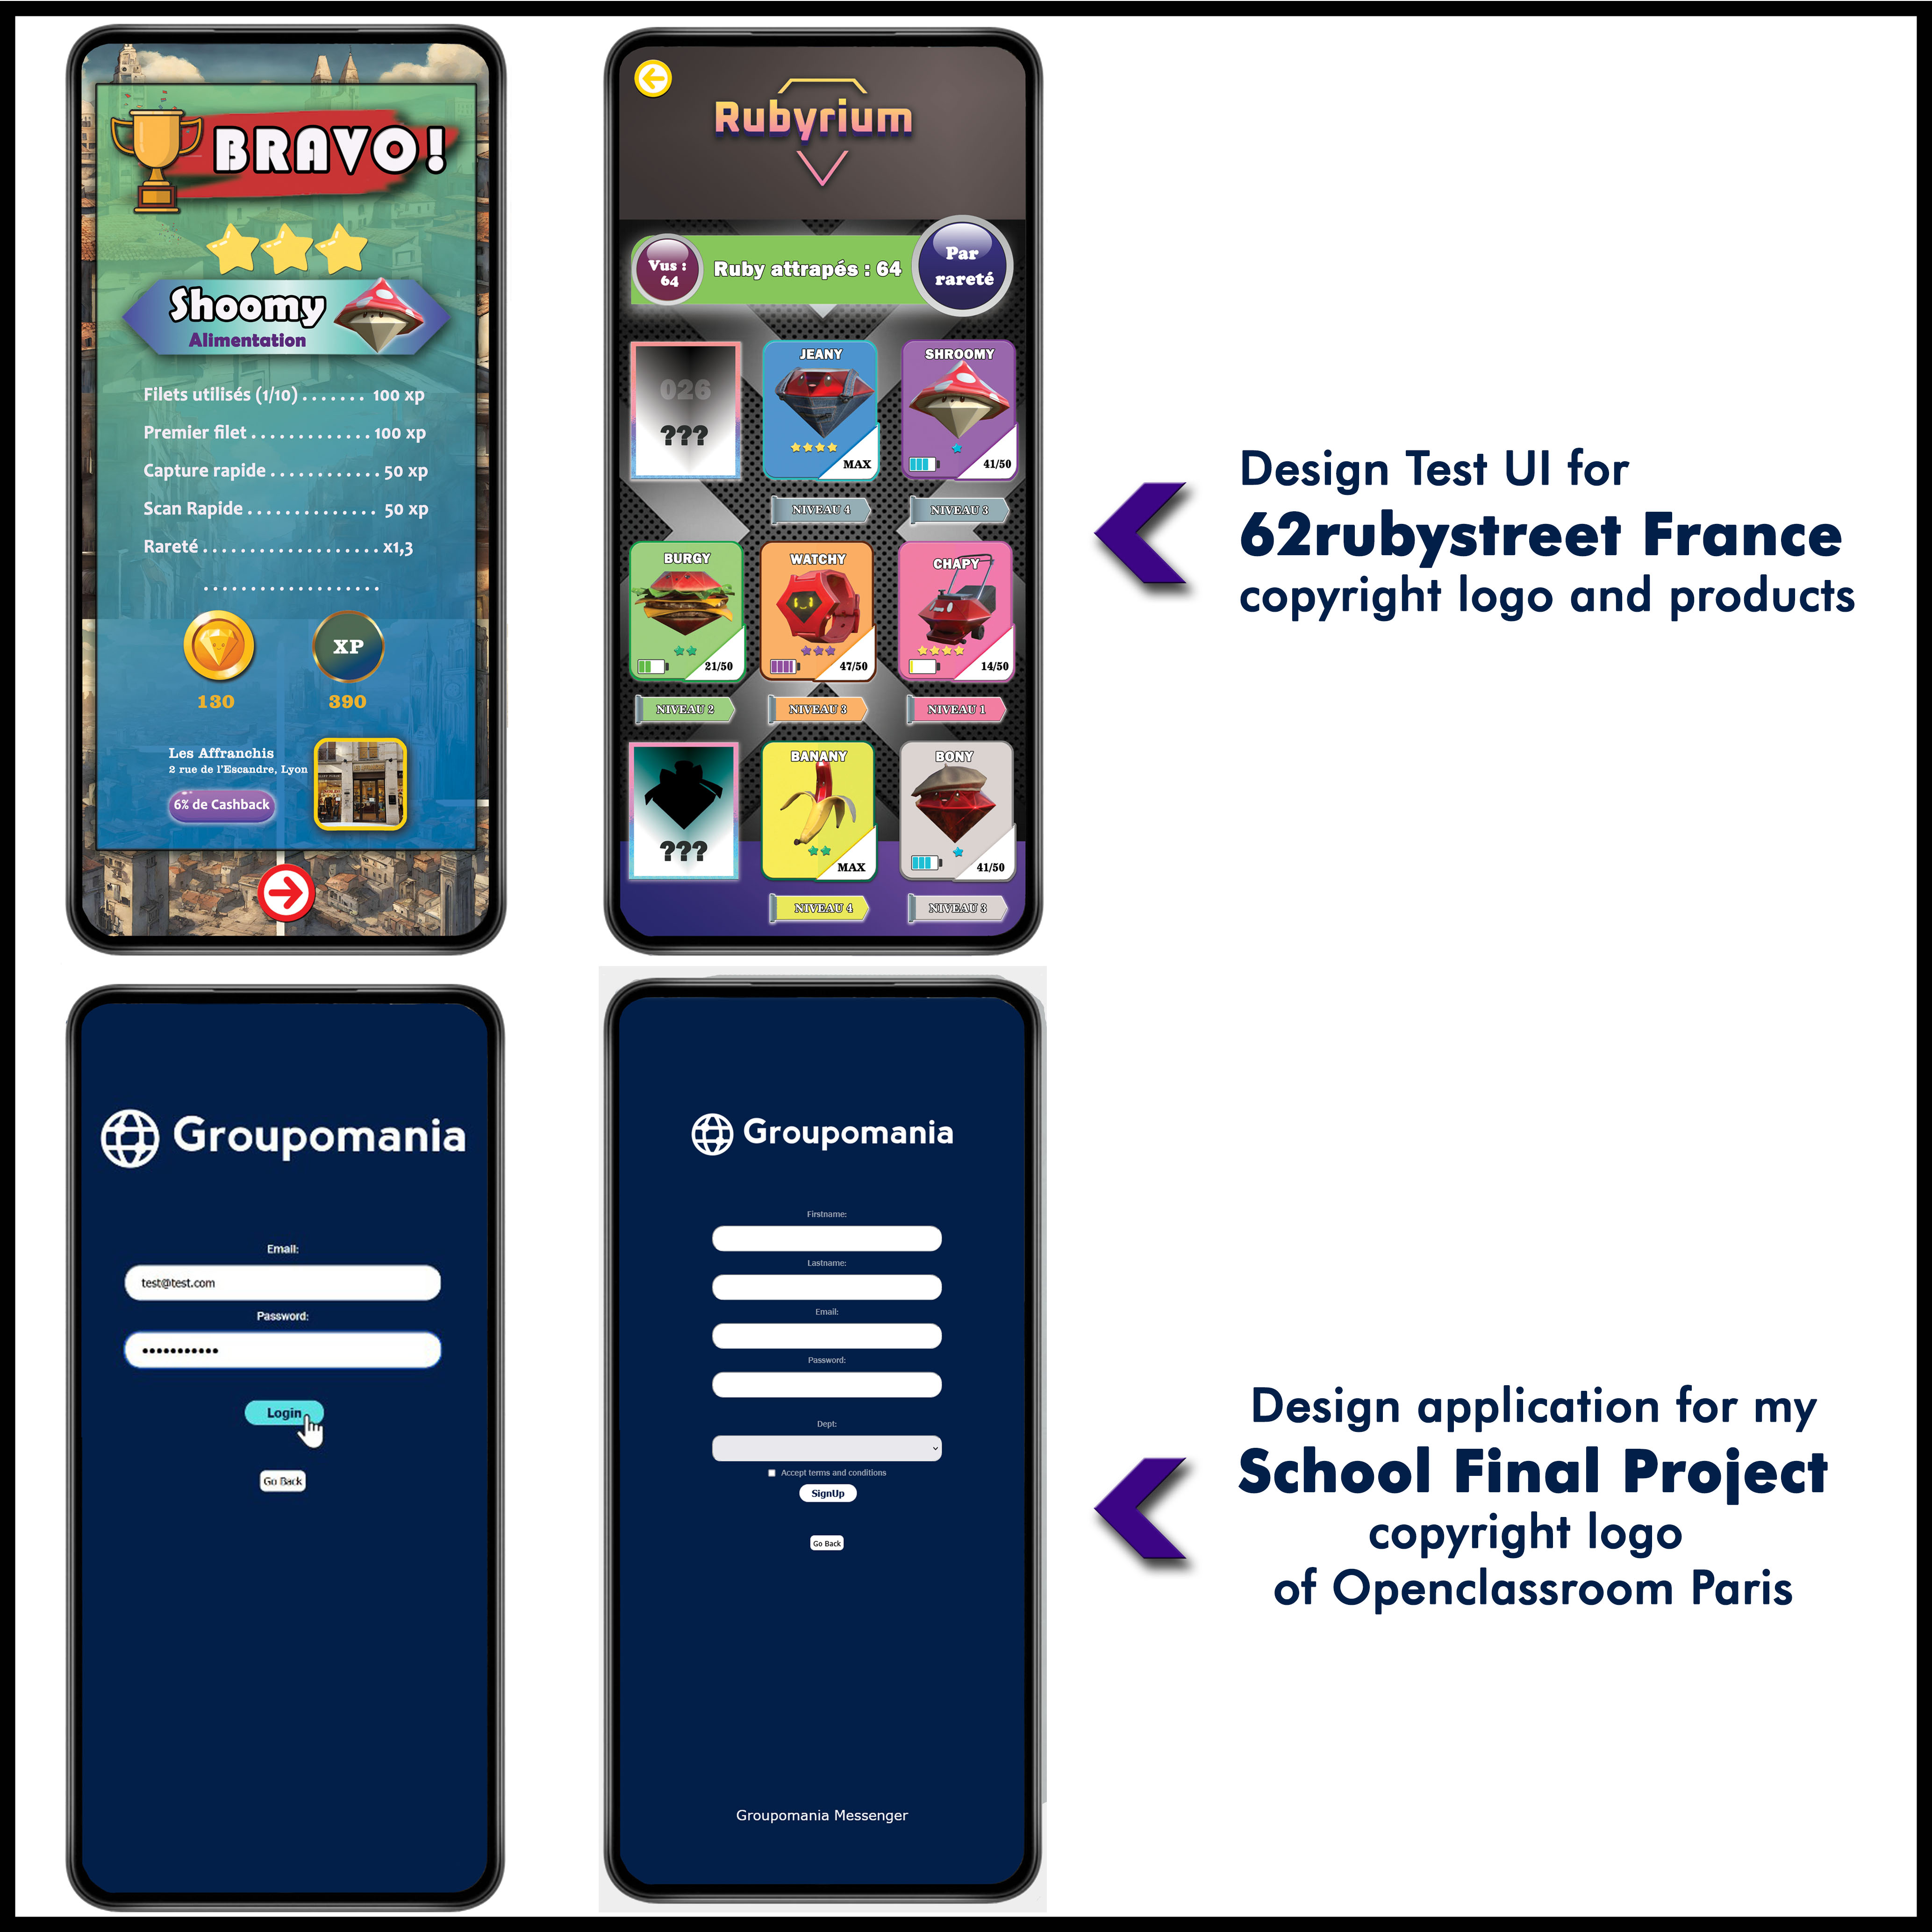 BRAVO!
Shoomy
Alimentation
Filets utilisés (1/10) ....... 100 xp
Premier filet ............. 100 xp
Capture rapide ............ 50 xp
Scan Rapide .............. 50 xp
Rareté .................... x1,3
...................
XP
130
390
Les Affranchis
2 rue de l'Escandre, Lyon
6% de Cashback
Rubyrium
Vus :
64
Ruby attrapés : 64
Par
rareté
026
???
JEANY
MAX
SHROOMY
41/50
NIVEAU 4
NIVEAU 3
BURGY
21/50
WATCHY
47/50
CHAPY
14/50
NIVEAU 2
NIVEAU 3
NIVEAU 1
???
BANANY
MAX
BONY
41/50
NIVEAU 4
NIVEAU 3
Design Test UI for
62rubystreet France
copyright logo and products
Groupomania
Email:
test@test.com
Password:
Login
Go Back
Groupomania
Firstname:
Lastname:
Email:
Password:
Dept:
Accept terms and conditions
SignUp
Go Back
Groupomania Messenger
Design application for my
School Final Project
copyright logo
of Openclassroom Paris